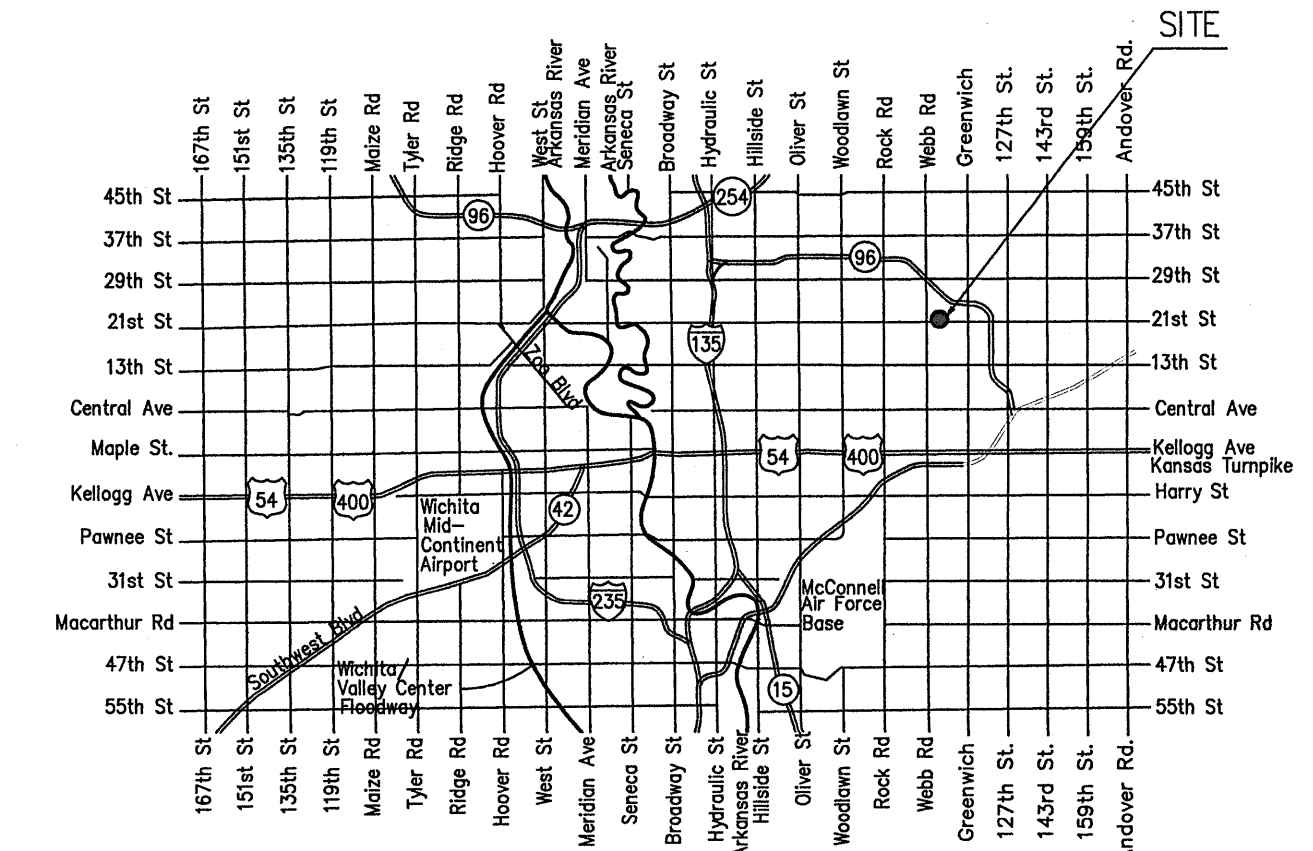 SITE
167th St
151st St
135th St
119th St
Maize Rd
Tyler Rd
Ridge Rd
Hoover Rd
West St
Arkansas River
Meridian Ave
Arkansas River
Seneca St
Broadway St
Hydraulic St
Hillside St
Oliver St
Woodlawn St
Rock Rd
Webb Rd
Greenwich
127th St.
143rd St.
159th St.
Andover Rd.
45th St
254
45th St
96
37th St
37th St
96
29th St
29th St
21st St
21st St
135
Zoo Blvd
13th St
13th St
Central Ave
Central Ave
Maple St.
54
400
Kellogg Ave
Kansas Turnpike
Kellogg Ave
54
400
Harry St
Wichita
Mid-
Continent
Airport
42
Pawnee St
Pawnee St
31st St
31st St
235
McConnell
Air Force
Base
Macarthur Rd
Macarthur Rd
Southwest Blvd
47th St
47th St
Wichita/
Valley Center
Floodway
15
55th St
55th St
167th St
151st St
135th St
119th St
Maize Rd
Tyler Rd
Ridge Rd
Hoover Rd
West St
Meridian Ave
Seneca St
Broadway St
Hydraulic St
Arkansas River
Hillside St
Oliver St
Woodlawn St
Rock Rd
Webb Rd
Greenwich
127th St.
143rd St.
159th St.
Andover Rd.